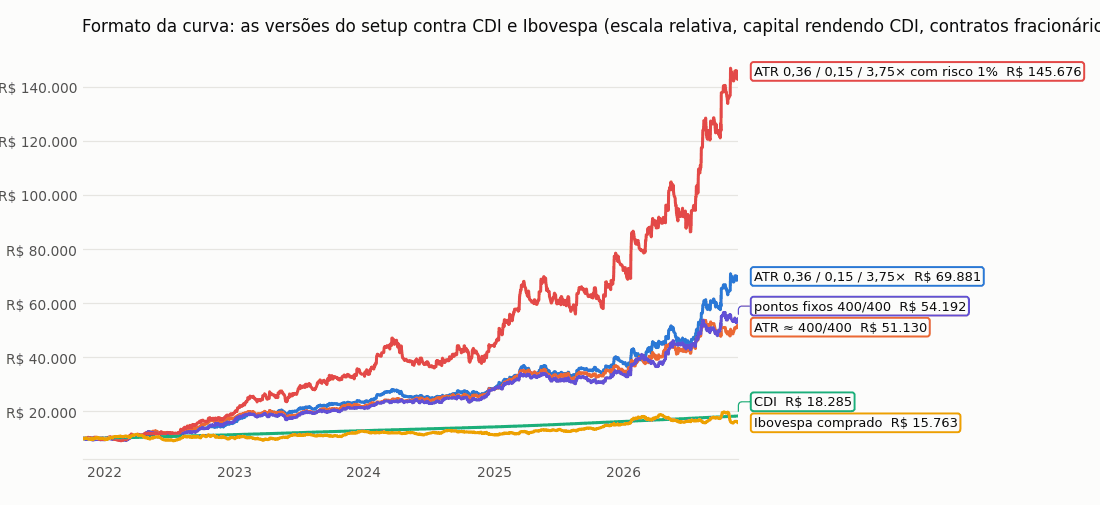 Formato da curva: as versões do setup contra CDI e Ibovespa (escala relativa, capital rendendo CDI, contratos fracionário
R$ 140.000
R$ 120.000
R$ 100.000
R$ 80.000
R$ 60.000
R$ 40.000
R$ 20.000
2022
2023
2024
2025
2026
ATR 0,36 / 0,15 / 3,75× com risco 1% R$ 145.676
ATR 0,36 / 0,15 / 3,75× R$ 69.881
pontos fixos 400/400 R$ 54.192
ATR ≈ 400/400 R$ 51.130
CDI R$ 18.285
Ibovespa comprado R$ 15.763